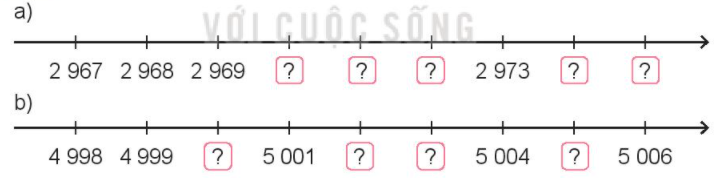 a)
VỚI CUỘC SỐNG
2 967 2 968 2 969 ? ? ? 2 973 ? ?
b)
4 998 4 999 ? 5 001 ? ? 5 004 ? 5 006